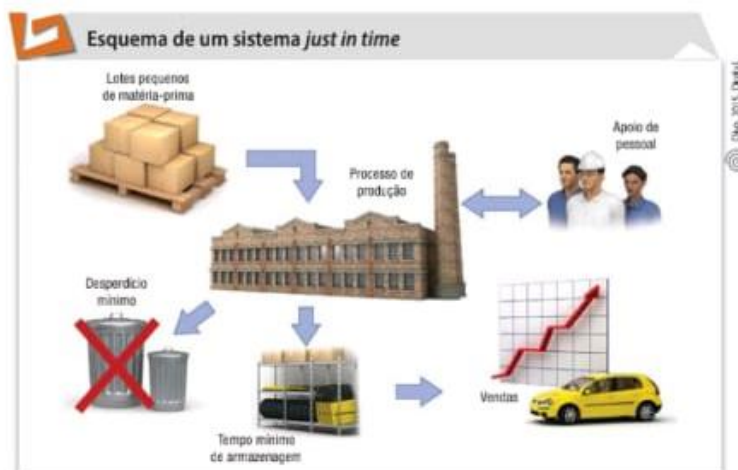 Esquema de um sistema just in time
Lotes pequenos
de matéria-prima
Processo de
produção
Apoio de
pessoal
Desperdício
mínimo
Tempo mínimo
de armazenagem
Vendas